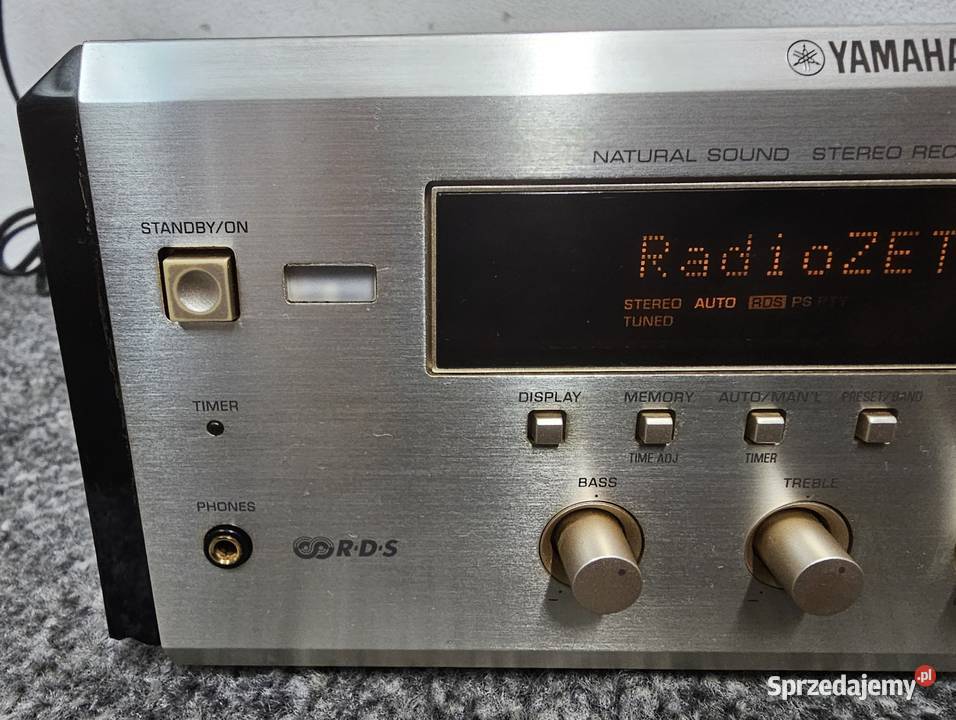 YAMAHA
NATURAL SOUND STEREO REC
STANDBY/ON
RadioZET
STEREO AUTO RDS PS PTY
TUNED
DISPLAY MEMORY AUTO/MAN'L PRESET/BAND
TIME ADJ TIMER
TIMER
BASS TREBLE
PHONES
R·D·S
Sprzedajemy.pl